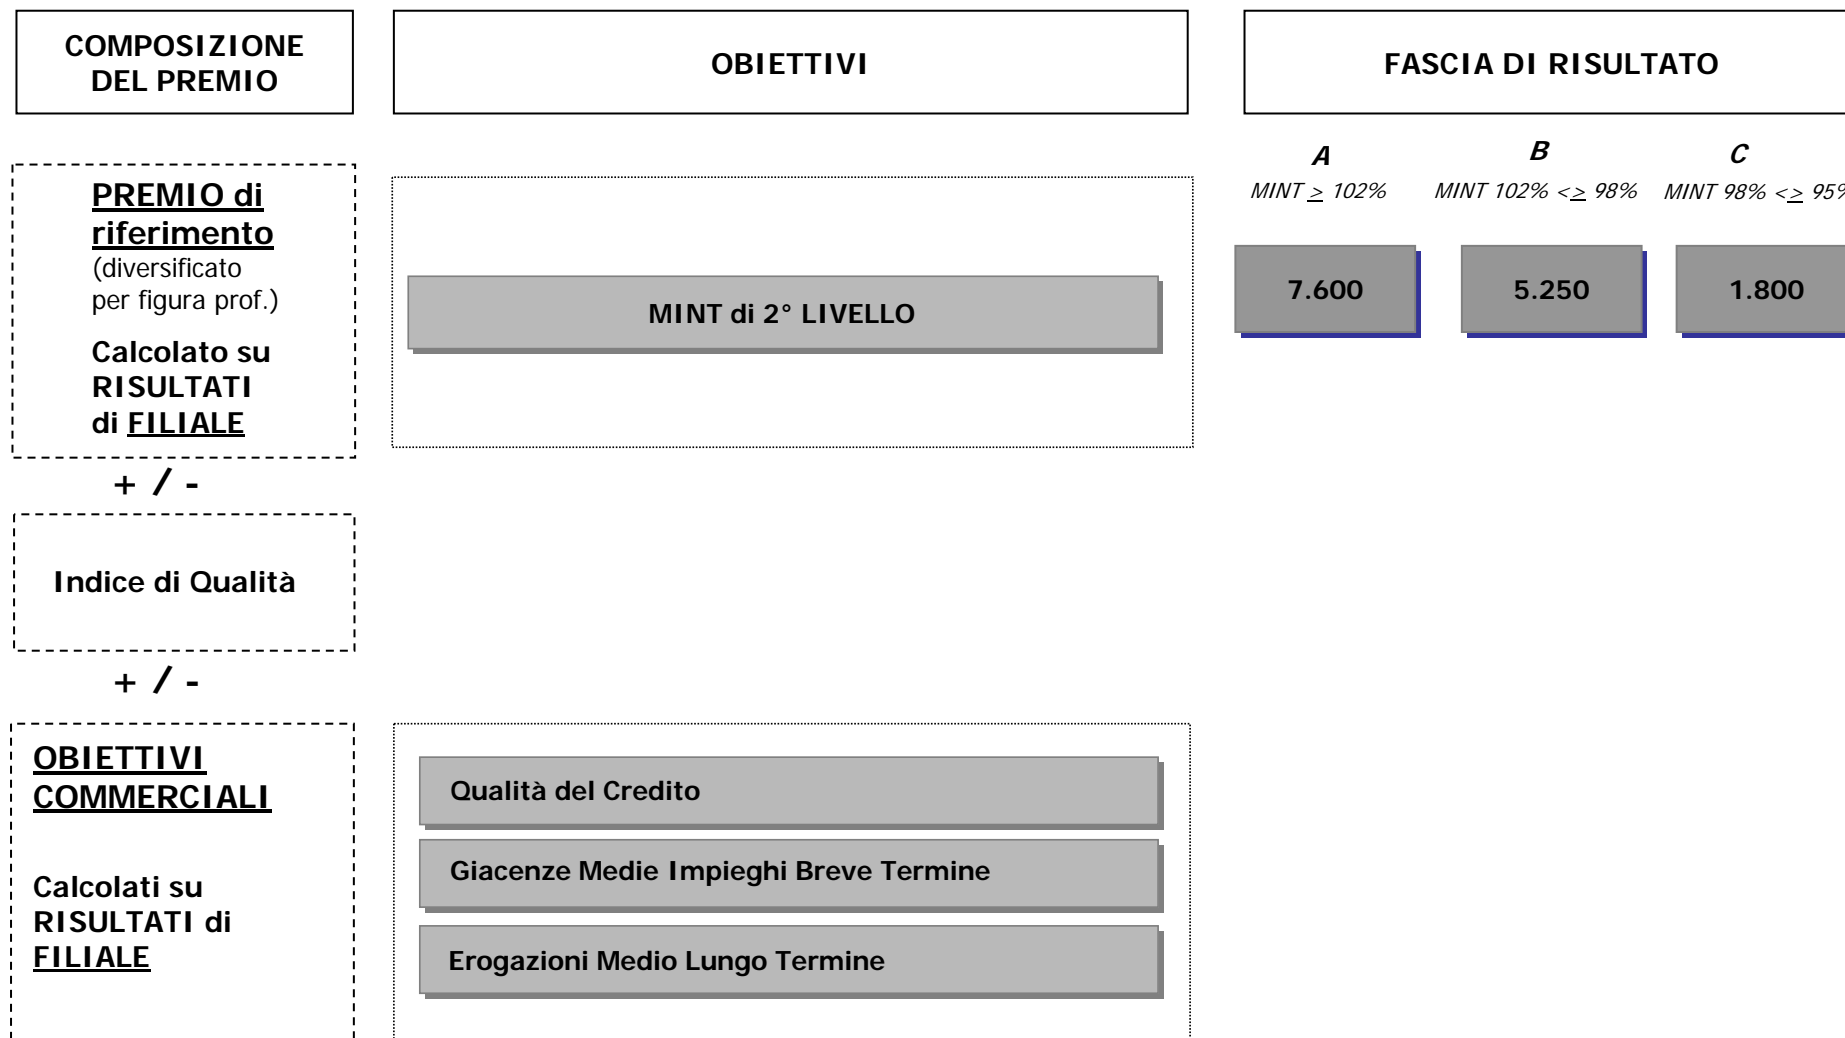 COMPOSIZIONE
DEL PREMIO
OBIETTIVI
FASCIA DI RISULTATO
A
B
C
MINT ≥ 102%
MINT 102% <≥ 98%
MINT 98% <≥ 95%
PREMIO di
riferimento
(diversificato
per figura prof.)
Calcolato su
RISULTATI
di FILIALE
MINT di 2° LIVELLO
7.600
5.250
1.800
+ / -
Indice di Qualità
+ / -
OBIETTIVI
COMMERCIALI
Calcolati su
RISULTATI di
FILIALE
Qualità del Credito
Giacenze Medie Impieghi Breve Termine
Erogazioni Medio Lungo Termine